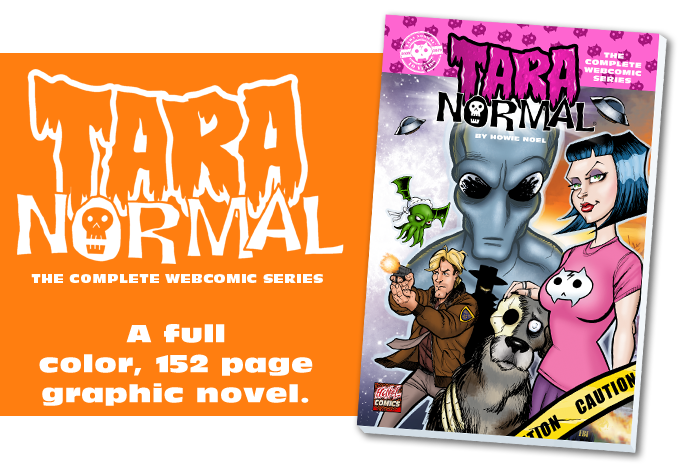 TARA
NORMAL
THE COMPLETE WEBCOMIC SERIES
A full
color, 152 page
graphic novel.
TARA
NORMAL
THE
COMPLETE
WEBCOMIC
SERIES
BY HOWIE NOEL
COMICS
CAUTION